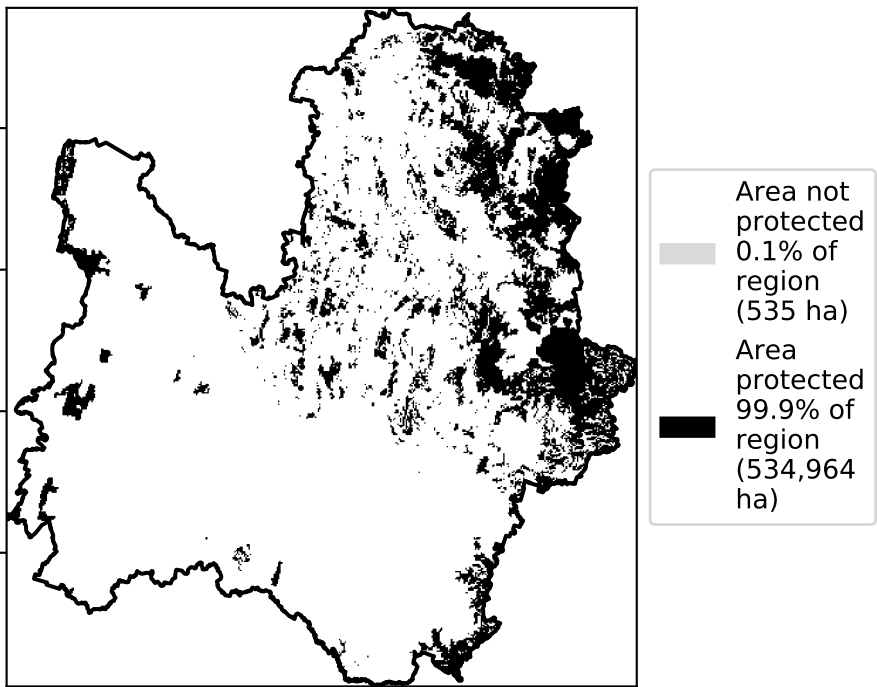 Area not
protected
0.1% of
region
(535 ha)
Area
protected
99.9% of
region
(534,964
ha)